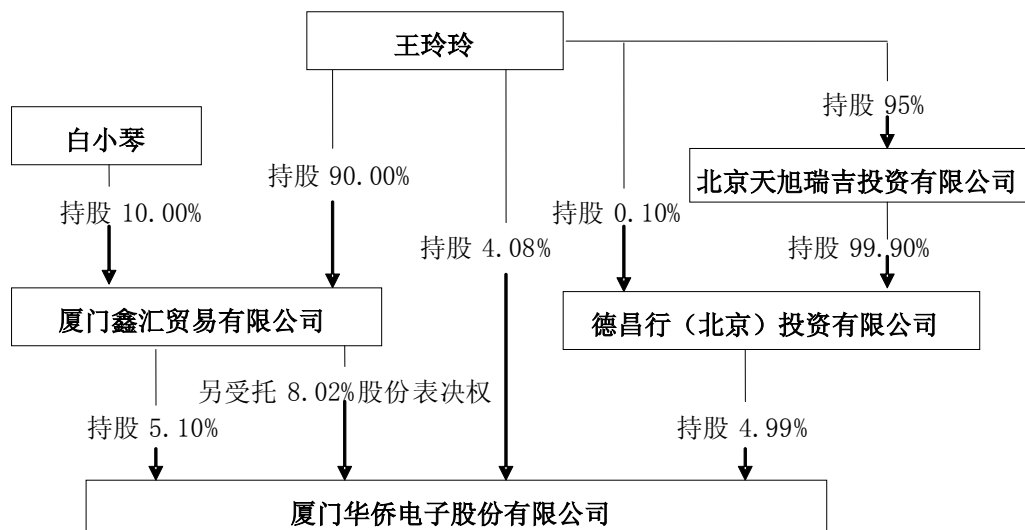 王玲玲
持股 95%
白小琴
北京天旭瑞吉投资有限公司
持股 90.00%
持股 10.00%
持股 0.10%
持股 4.08%
持股 99.90%
厦门鑫汇贸易有限公司
德昌行（北京）投资有限公司
另受托 8.02%股份表决权
持股 5.10%
持股 4.99%
厦门华侨电子股份有限公司